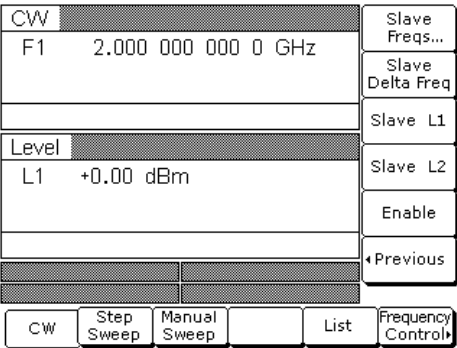 CW
F1 2.000 000 000 0 GHz
Level
L1 +0.00 dBm
Slave
Freqs...
Slave
Delta Freq
Slave L1
Slave L2
Enable
Previous
CW
Step
Sweep
Manual
Sweep
List
Frequency
Control